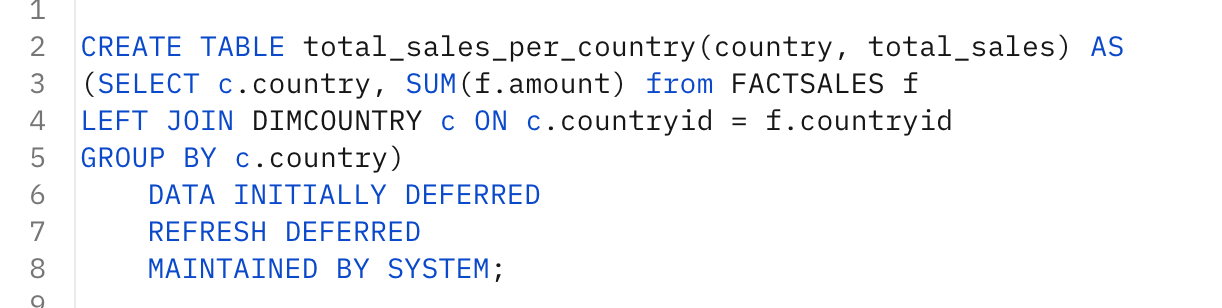 1
2 CREATE TABLE total_sales_per_country(country, total_sales) AS
3 (SELECT c.country, SUM(f.amount) from FACTSALES f
4 LEFT JOIN DIMCOUNTRY c ON c.countryid = f.countryid
5 GROUP BY c.country)
6     DATA INITIALLY DEFERRED
7     REFRESH DEFERRED
8     MAINTAINED BY SYSTEM;
9